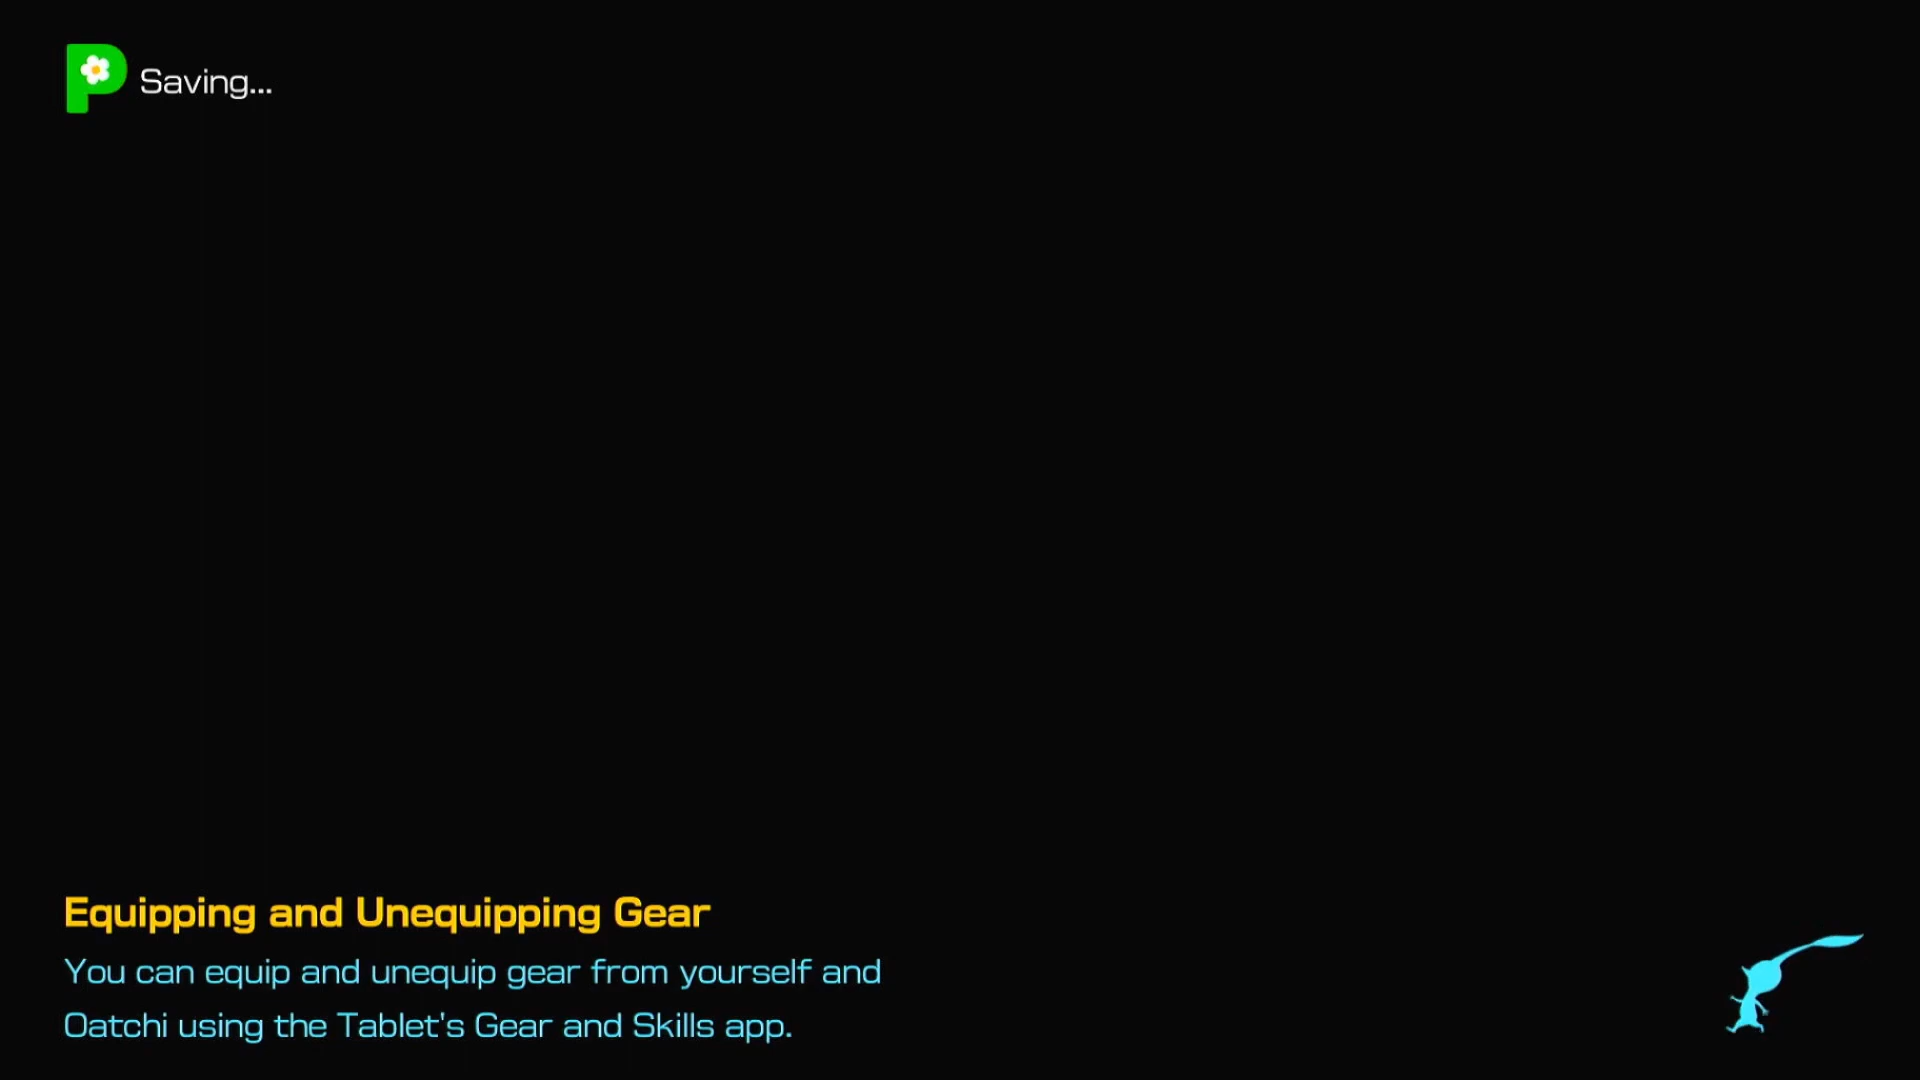 P Saving...
Equipping and Unequipping Gear
You can equip and unequip gear from yourself and
Oatchi using the Tablet's Gear and Skills app.